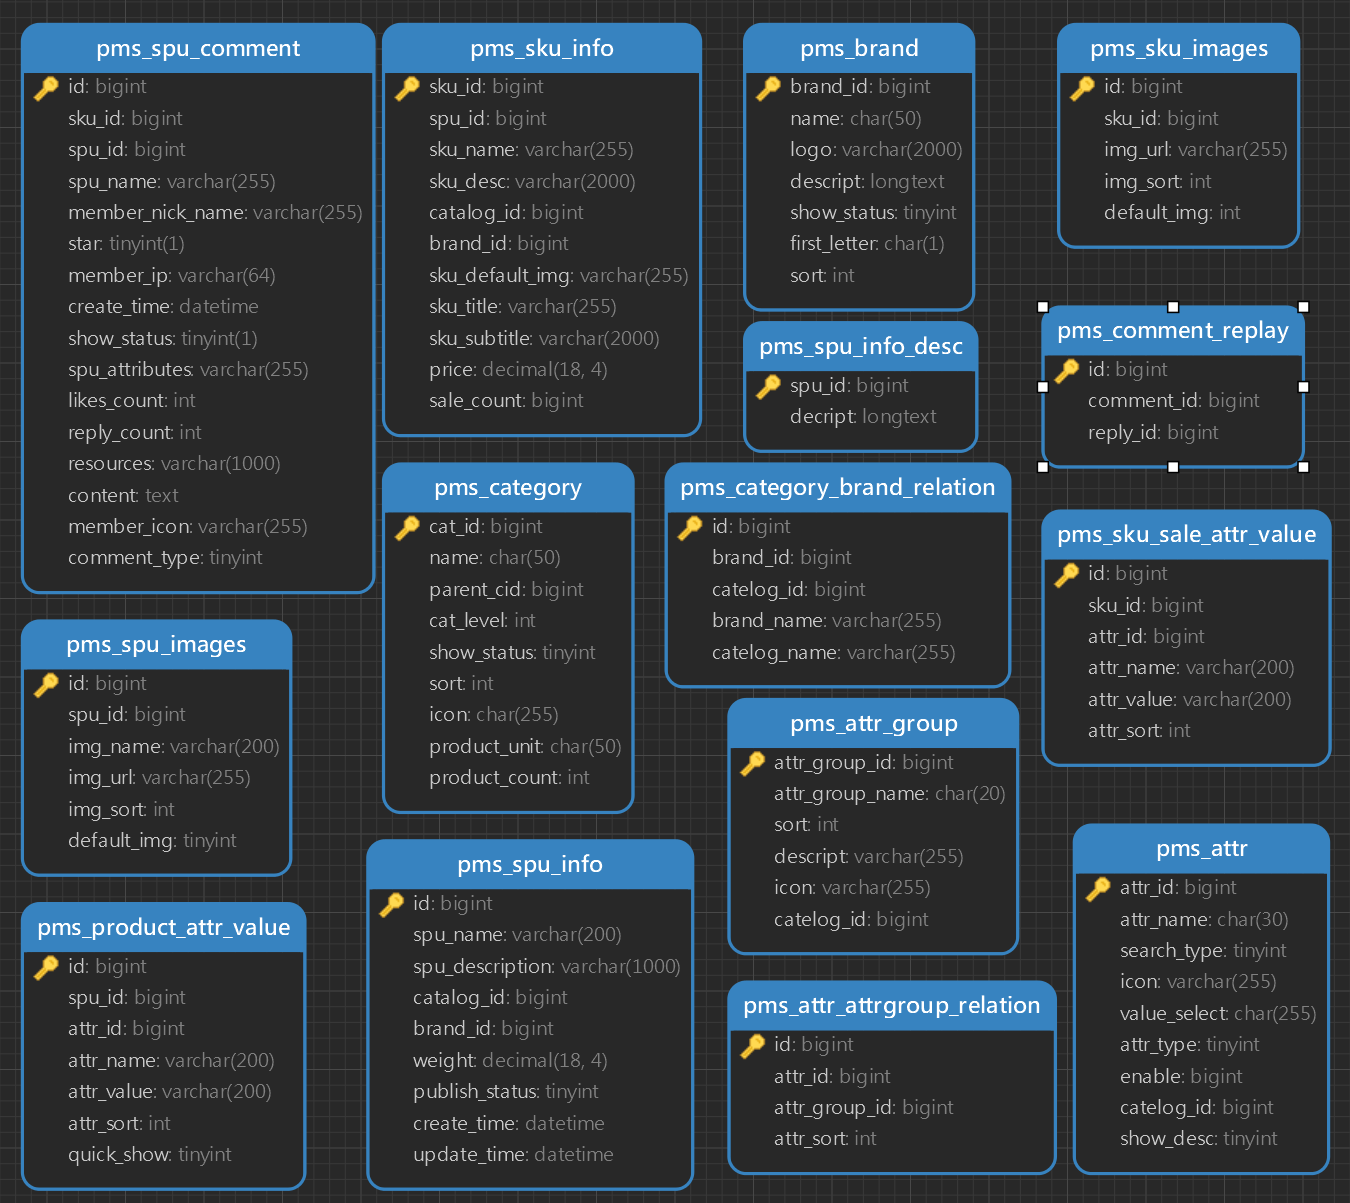 pms_spu_comment
id: bigint
sku_id: bigint
spu_id: bigint
spu_name: varchar(255)
member_nick_name: varchar(255)
star: tinyint(1)
member_ip: varchar(64)
create_time: datetime
show_status: tinyint(1)
spu_attributes: varchar(255)
likes_count: int
reply_count: int
resources: varchar(1000)
content: text
member_icon: varchar(255)
comment_type: tinyint
pms_sku_info
sku_id: bigint
spu_id: bigint
sku_name: varchar(255)
sku_desc: varchar(2000)
catalog_id: bigint
brand_id: bigint
sku_default_img: varchar(255)
sku_title: varchar(255)
sku_subtitle: varchar(2000)
price: decimal(18, 4)
sale_count: bigint
pms_brand
brand_id: bigint
name: char(50)
logo: varchar(2000)
descript: longtext
show_status: tinyint
first_letter: char(1)
sort: int
pms_sku_images
id: bigint
sku_id: bigint
img_url: varchar(255)
img_sort: int
default_img: int
pms_spu_info_desc
spu_id: bigint
decript: longtext
pms_comment_replay
id: bigint
comment_id: bigint
reply_id: bigint
pms_category
cat_id: bigint
name: char(50)
parent_cid: bigint
cat_level: int
show_status: tinyint
sort: int
icon: char(255)
product_unit: char(50)
product_count: int
pms_category_brand_relation
id: bigint
brand_id: bigint
catelog_id: bigint
brand_name: varchar(255)
catelog_name: varchar(255)
pms_sku_sale_attr_value
id: bigint
sku_id: bigint
attr_id: bigint
attr_name: varchar(200)
attr_value: varchar(200)
attr_sort: int
pms_spu_images
id: bigint
spu_id: bigint
img_name: varchar(200)
img_url: varchar(255)
img_sort: int
default_img: tinyint
pms_attr_group
attr_group_id: bigint
attr_group_name: char(20)
sort: int
descript: varchar(255)
icon: varchar(255)
catelog_id: bigint
pms_product_attr_value
id: bigint
spu_id: bigint
attr_id: bigint
attr_name: varchar(200)
attr_value: varchar(200)
attr_sort: int
quick_show: tinyint
pms_spu_info
id: bigint
spu_name: varchar(200)
spu_description: varchar(1000)
catalog_id: bigint
brand_id: bigint
weight: decimal(18, 4)
publish_status: tinyint
create_time: datetime
update_time: datetime
pms_attr_attrgroup_relation
id: bigint
attr_id: bigint
attr_group_id: bigint
attr_sort: int
pms_attr
attr_id: bigint
attr_name: char(30)
search_type: tinyint
icon: varchar(255)
value_select: char(255)
attr_type: tinyint
enable: bigint
catelog_id: bigint
show_desc: tinyint